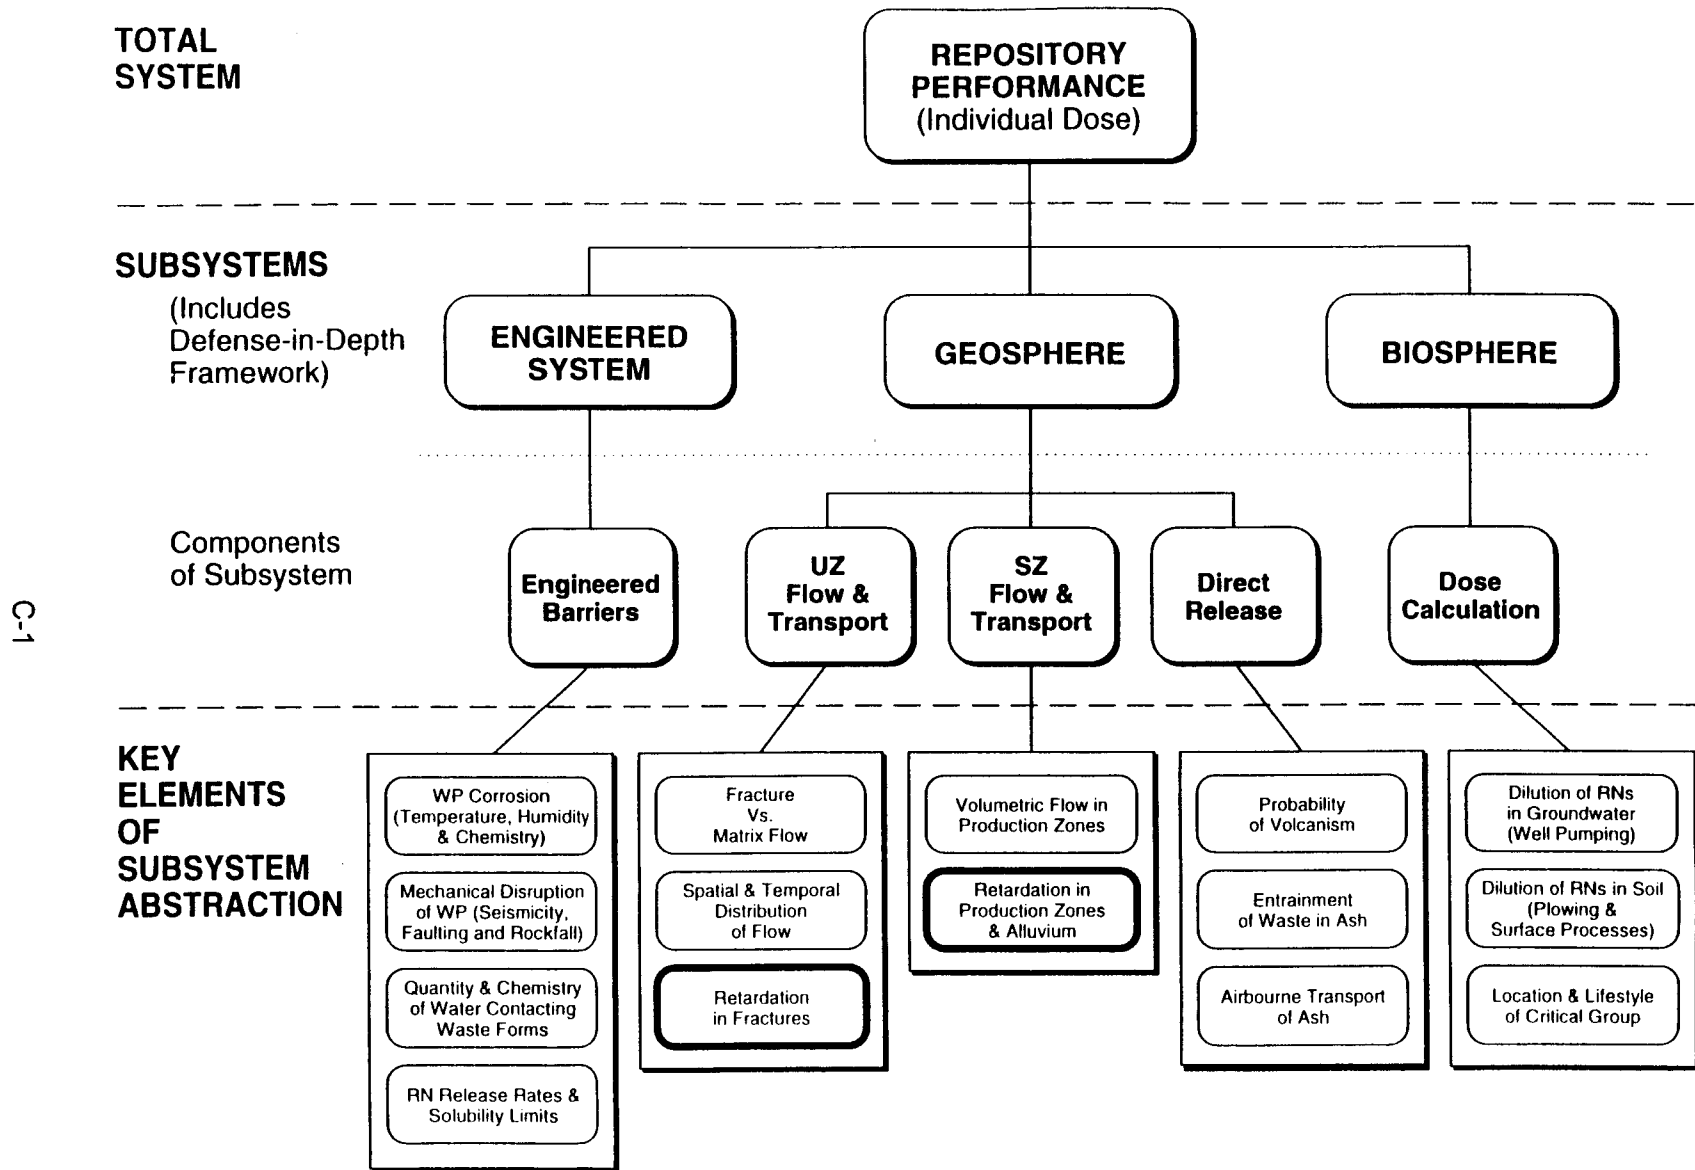 TOTAL
SYSTEM
REPOSITORY
PERFORMANCE
(Individual Dose)
SUBSYSTEMS
(Includes
Defense-in-Depth
Framework)
ENGINEERED
SYSTEM
GEOSPHERE
BIOSPHERE
Components
of Subsystem
Engineered
Barriers
UZ
Flow &
Transport
SZ
Flow &
Transport
Direct
Release
Dose
Calculation
C-1
KEY
ELEMENTS
OF
SUBSYSTEM
ABSTRACTION
WP Corrosion
(Temperature, Humidity
& Chemistry)
Mechanical Disruption
of WP (Seismicity,
Faulting and Rockfall)
Quantity & Chemistry
of Water Contacting
Waste Forms
RN Release Rates &
Solubility Limits
Fracture
Vs.
Matrix Flow
Spatial & Temporal
Distribution
of Flow
Retardation
in Fractures
Volumetric Flow in
Production Zones
Retardation in
Production Zones
& Alluvium
Probability
of Volcanism
Entrainment
of Waste in Ash
Airbourne Transport
of Ash
Dilution of RNs
in Groundwater
(Well Pumping)
Dilution of RNs in Soil
(Plowing &
Surface Processes)
Location & Lifestyle
of Critical Group